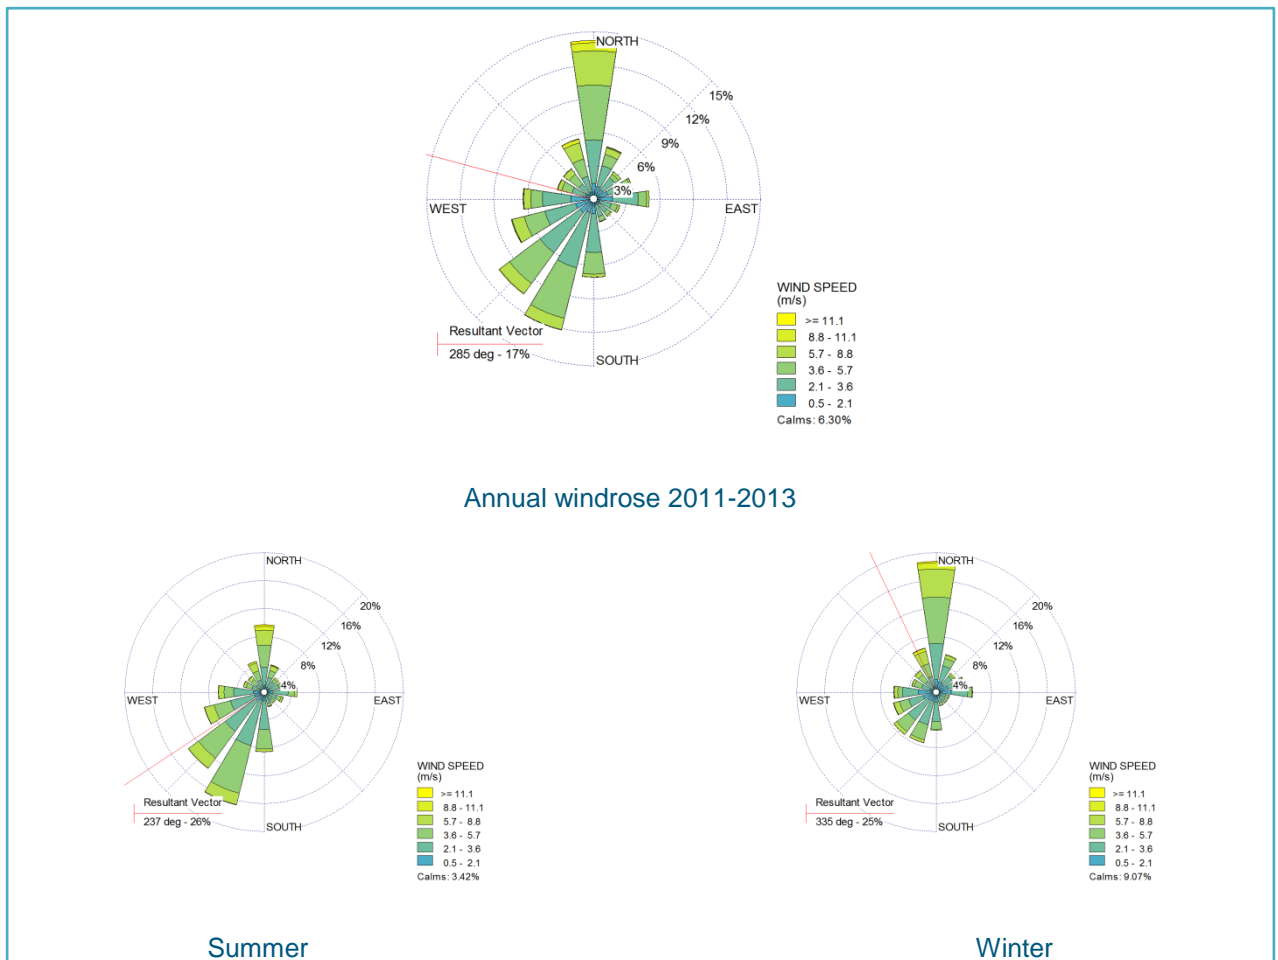 NORTH
15%
12%
9%
6%
3%
WEST
EAST
SOUTH
Resultant Vector
285 deg - 17%
WIND SPEED
(m/s)
>= 11.1
8.8 - 11.1
5.7 - 8.8
3.6 - 5.7
2.1 - 3.6
0.5 - 2.1
Calms: 6.30%
Annual windrose 2011-2013
NORTH
20%
16%
12%
8%
4%
WEST
EAST
SOUTH
Resultant Vector
237 deg - 26%
WIND SPEED
(m/s)
>= 11.1
8.8 - 11.1
5.7 - 8.8
3.6 - 5.7
2.1 - 3.6
0.5 - 2.1
Calms: 3.42%
Summer
NORTH
20%
16%
12%
8%
4%
WEST
EAST
SOUTH
Resultant Vector
335 deg - 25%
WIND SPEED
(m/s)
>= 11.1
8.8 - 11.1
5.7 - 8.8
3.6 - 5.7
2.1 - 3.6
0.5 - 2.1
Calms: 9.07%
Winter